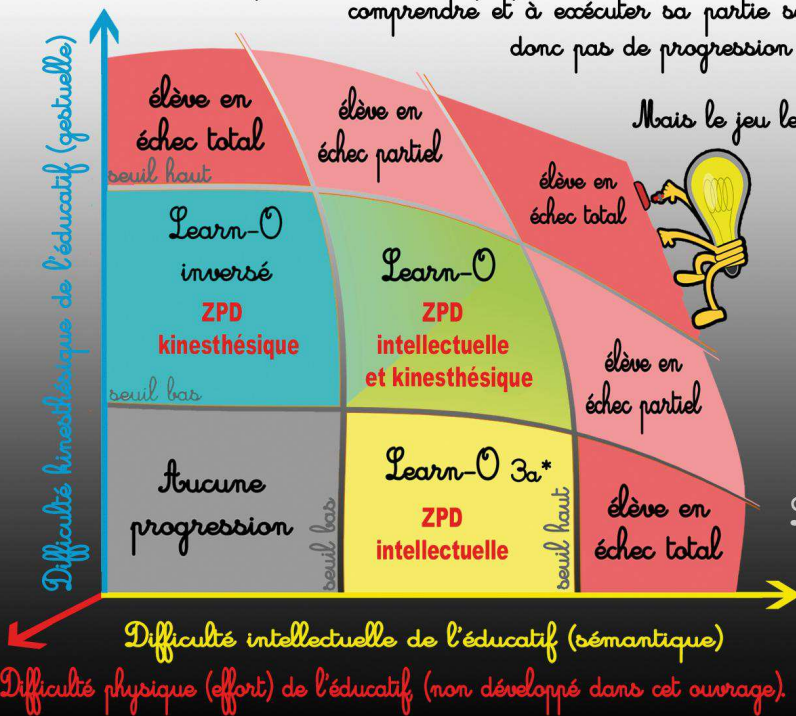 comprendre et à exécuter sa partie
donc pas de progression
Mais le jeu
élève en
échec total
seuil haut
élève en
échec partiel
élève en
échec total
Learn-O
inversé
ZPD
kinesthésique
seuil bas
Learn-O
ZPD
intellectuelle
et kinesthésique
élève en
échec partiel
Aucune
progression
seuil bas
Learn-O 3a*
ZPD
intellectuelle
seuil haut
élève en
échec total
Difficulté kinesthésique de l'éducatif (gestuelle)
Difficulté intellectuelle de l'éducatif (sémantique)
Difficulté physique (effort) de l'éducatif, (non développé dans cet ouvrage).